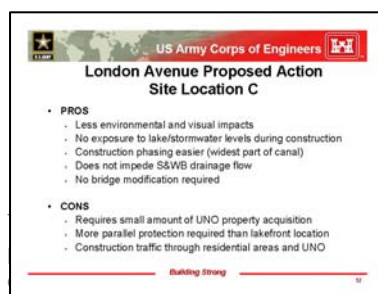 US Army Corps of Engineers
London Avenue Proposed Action
Site Location C
• PROS
• Less environmental and visual impacts
• No exposure to lake/stormwater levels during construction
• Construction phasing easier (widest part of canal)
• Does not impede S&WB drainage flow
• No bridge modification required
• CONS
• Requires small amount of UNO property acquisition
• More parallel protection required than lakefront location
• Construction traffic through residential areas and UNO
Building Strong